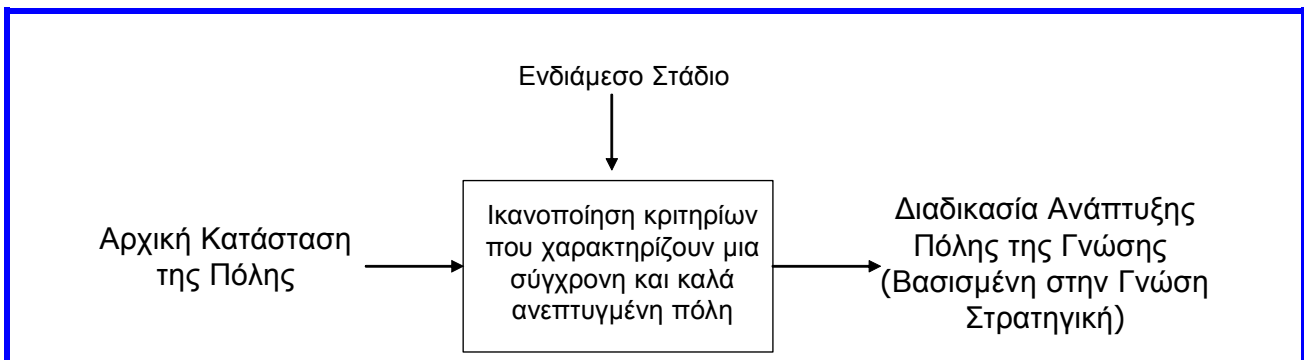 Ενδιάμεσο Στάδιο
Αρχική Κατάσταση
της Πόλης
Ικανοποίηση κριτηρίων
που χαρακτηρίζουν μια
σύγχρονη και καλά
ανεπτυγμένη πόλη
Διαδικασία Ανάπτυξης
Πόλης της Γνώσης
(Βασισμένη στην Γνώση
Στρατηγική)